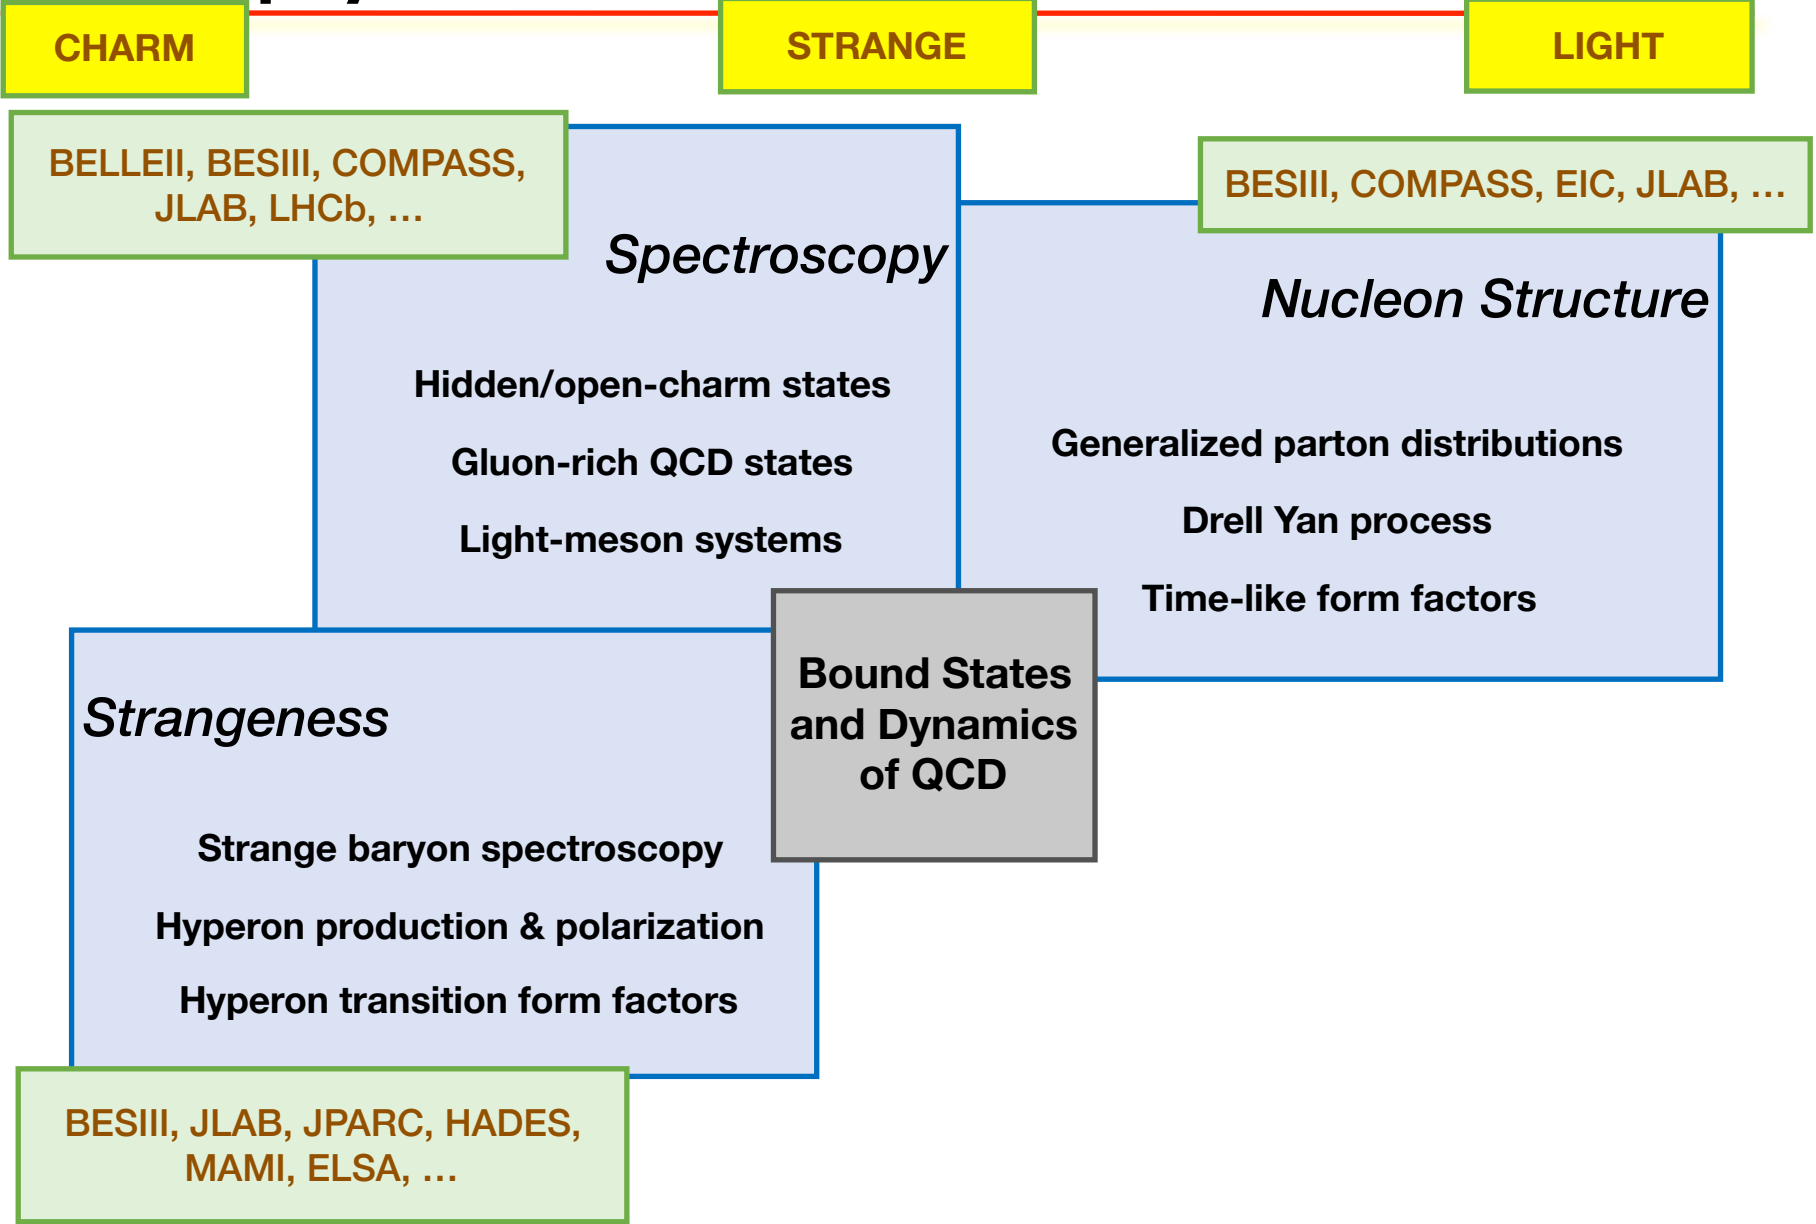 CHARM
STRANGE
LIGHT
BELLEII, BESIII, COMPASS,
JLAB, LHCb, …
BESIII, COMPASS, EIC, JLAB, …
Spectroscopy
Hidden/open-charm states
Gluon-rich QCD states
Light-meson systems
Nucleon Structure
Generalized parton distributions
Drell Yan process
Time-like form factors
Bound States
and Dynamics
of QCD
Strangeness
Strange baryon spectroscopy
Hyperon production & polarization
Hyperon transition form factors
BESIII, JLAB, JPARC, HADES,
MAMI, ELSA, …